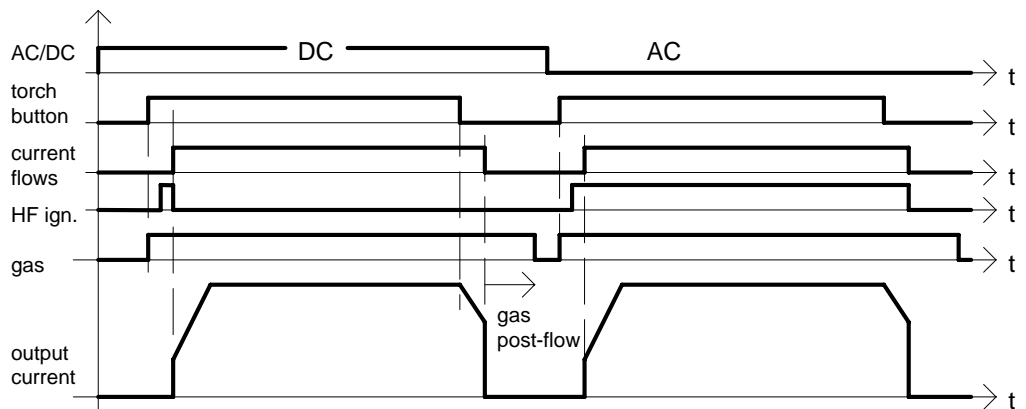 AC/DC
DC
AC
t
torch
button
t
t
current
flows
t
HF ign.
t
gas
t
gas
post-flow
output
current
t